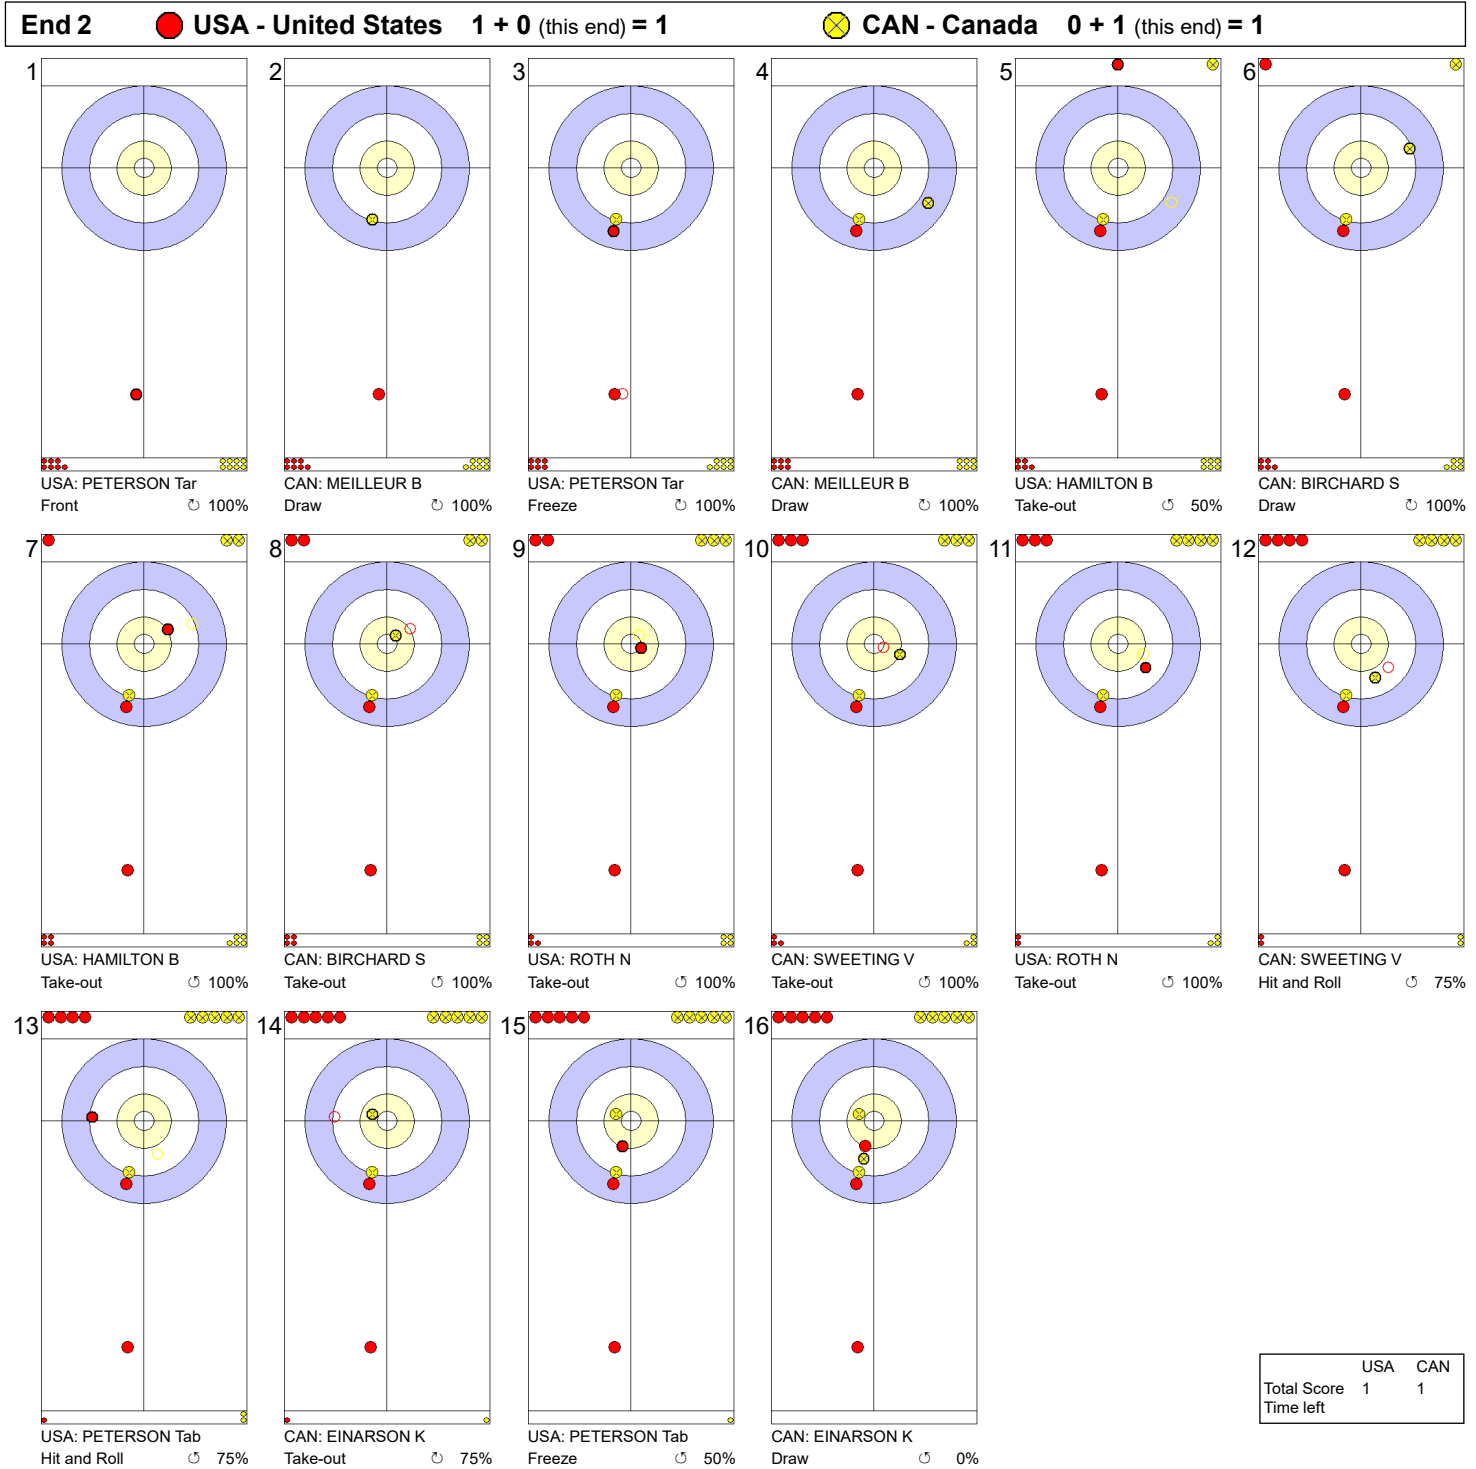 End 2 USA - United States 1 + 0 (this end) = 1 CAN - Canada 0 + 1 (this end) = 1
1 2 3 4 5 6
USA: PETERSON Tar CAN: MEILLEUR B USA: PETERSON Tar CAN: MEILLEUR B USA: HAMILTON B CAN: BIRCHARD S
Front ↻ 100% Draw ↻ 100% Freeze ↻ 100% Draw ↻ 100% Take-out ↺ 50% Draw ↻ 100%
7 8 9 10 11 12
USA: HAMILTON B CAN: BIRCHARD S USA: ROTH N CAN: SWEETING V USA: ROTH N CAN: SWEETING V
Take-out ↺ 100% Take-out ↻ 100% Take-out ↺ 100% Take-out ↺ 100% Take-out ↺ 100% Hit and Roll ↺ 75%
13 14 15 16
USA: PETERSON Tab CAN: EINARSON K USA: PETERSON Tab CAN: EINARSON K
Hit and Roll ↺ 75% Take-out ↺ 75% Freeze ↺ 50% Draw ↺ 0%
USA CAN
Total Score 1 1
Time left